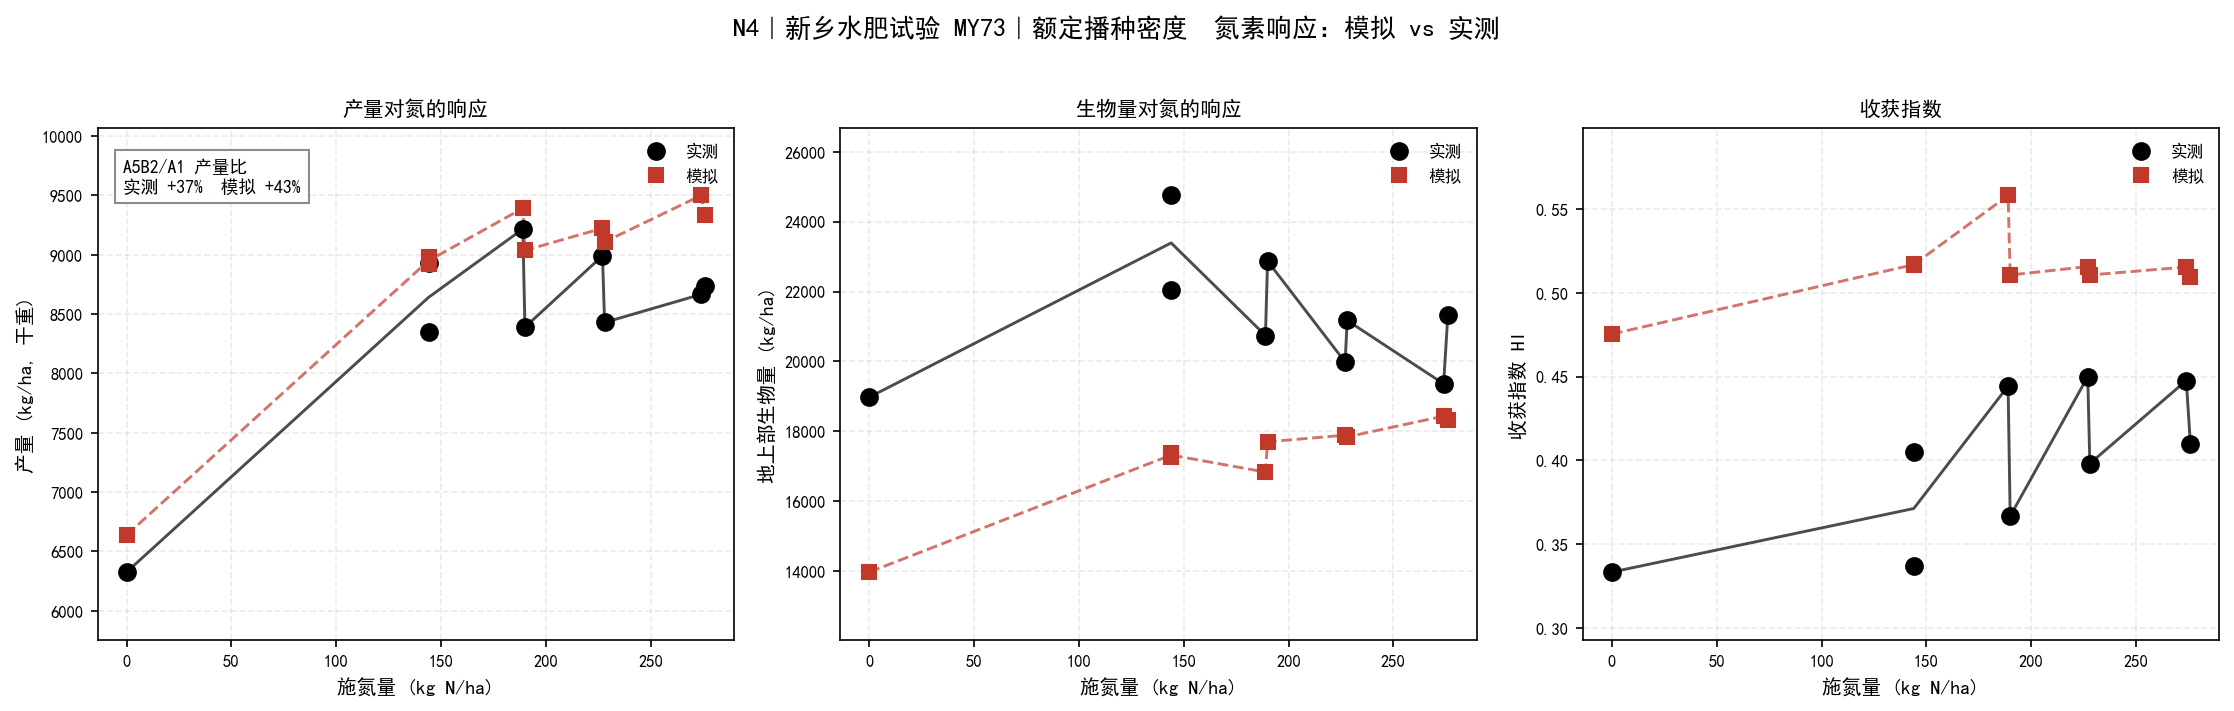 N4｜新乡水肥试验 MY73｜额定播种密度  氮素响应：模拟 vs 实测
产量对氮的响应
产量 (kg/ha, 干重)
10000
9500
9000
8500
8000
7500
7000
6500
6000
A5B2/A1 产量比
实测 +37%  模拟 +43%
实测
模拟
0 50 100 150 200 250
施氮量 (kg N/ha)
生物量对氮的响应
地上部生物量 (kg/ha)
26000
24000
22000
20000
18000
16000
14000
实测
模拟
0 50 100 150 200 250
施氮量 (kg N/ha)
收获指数
收获指数 HI
0.55
0.50
0.45
0.40
0.35
0.30
实测
模拟
0 50 100 150 200 250
施氮量 (kg N/ha)